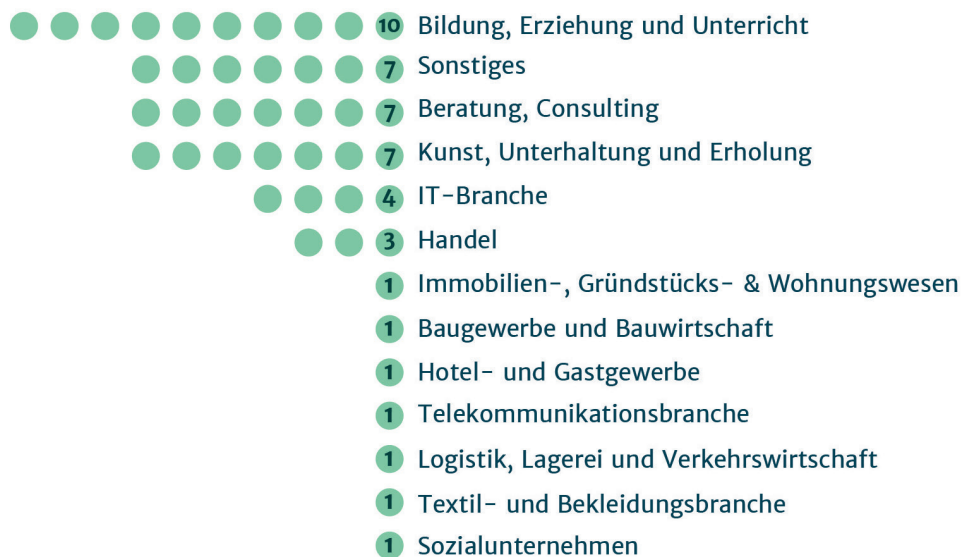 10 Bildung, Erziehung und Unterricht
7 Sonstiges
7 Beratung, Consulting
7 Kunst, Unterhaltung und Erholung
4 IT-Branche
3 Handel
1 Immobilien-, Gründstücks- & Wohnungswesen
1 Baugewerbe und Bauwirtschaft
1 Hotel- und Gastgewerbe
1 Telekommunikationsbranche
1 Logistik, Lagerei und Verkehrswirtschaft
1 Textil- und Bekleidungsbranche
1 Sozialunternehmen